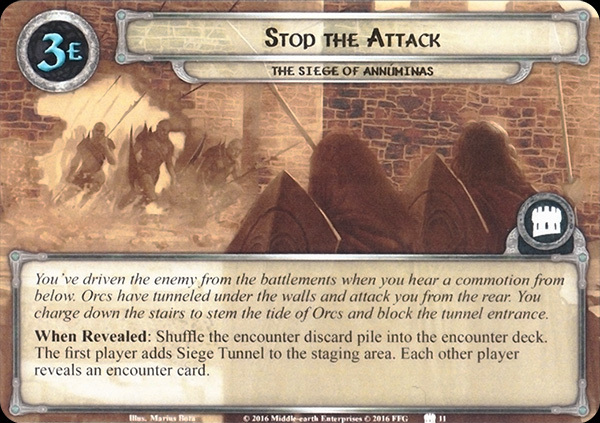 3E
STOP THE ATTACK
THE SIEGE OF ANNÚMINAS
You've driven the enemy from the battlements when you hear a commotion from
below. Orcs have tunneled under the walls and attack you from the rear. You
charge down the stairs to stem the tide of Orcs and block the tunnel entrance.
When Revealed: Shuffle the encounter discard pile into the encounter deck.
The first player adds Siege Tunnel to the staging area. Each other player
reveals an encounter card.
Illus. Marius Bota
© 2016 Middle-earth Enterprises © 2016 FFG
11